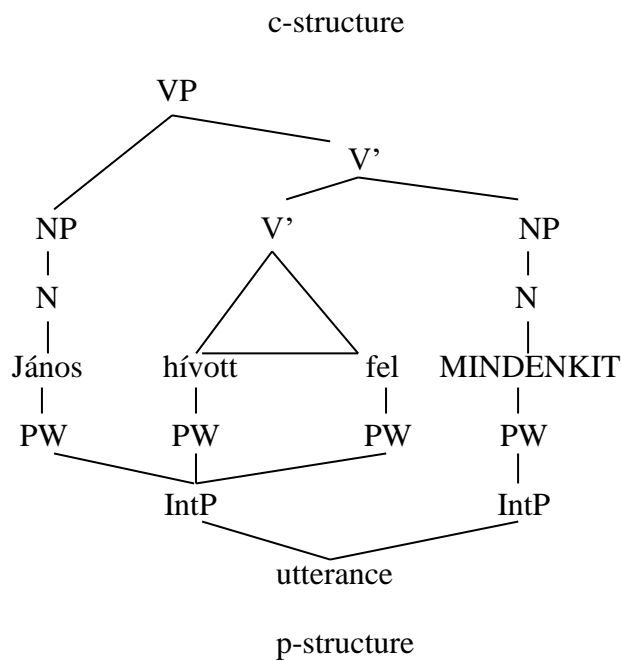 c-structure
VP
V’
NP V’ NP
N N
János hívott fel MINDENKIT
PW PW PW PW
IntP IntP
utterance
p-structure